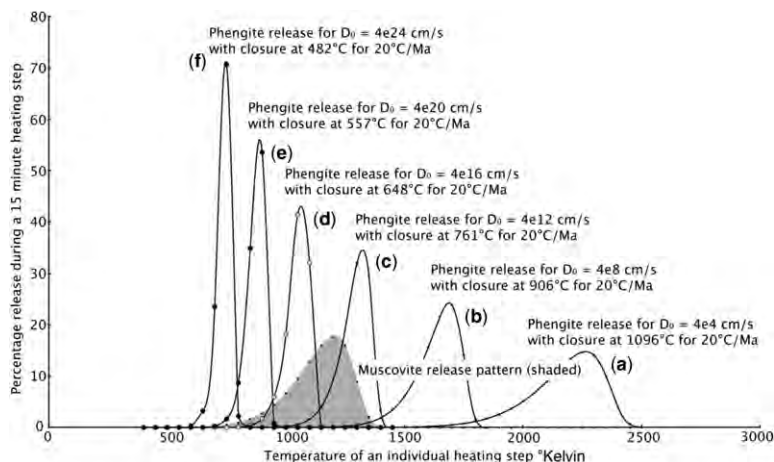 80
70
60
50
40
30
20
10
0
Percentage release during a 15 minute heating step
Phengite release for D₀ = 4e24 cm/s
with closure at 482°C for 20°C/Ma
(f)
Phengite release for D₀ = 4e20 cm/s
with closure at 557°C for 20°C/Ma
(e)
Phengite release for D₀ = 4e16 cm/s
with closure at 648°C for 20°C/Ma
(d)
Phengite release for D₀ = 4e12 cm/s
with closure at 761°C for 20°C/Ma
(c)
Phengite release for D₀ = 4e8 cm/s
with closure at 906°C for 20°C/Ma
(b)
Phengite release for D₀ = 4e4 cm/s
with closure at 1096°C for 20°C/Ma
(a)
Muscovite release pattern (shaded)
0 500 1000 1500 2000 2500 3000
Temperature of an individual heating step °Kelvin